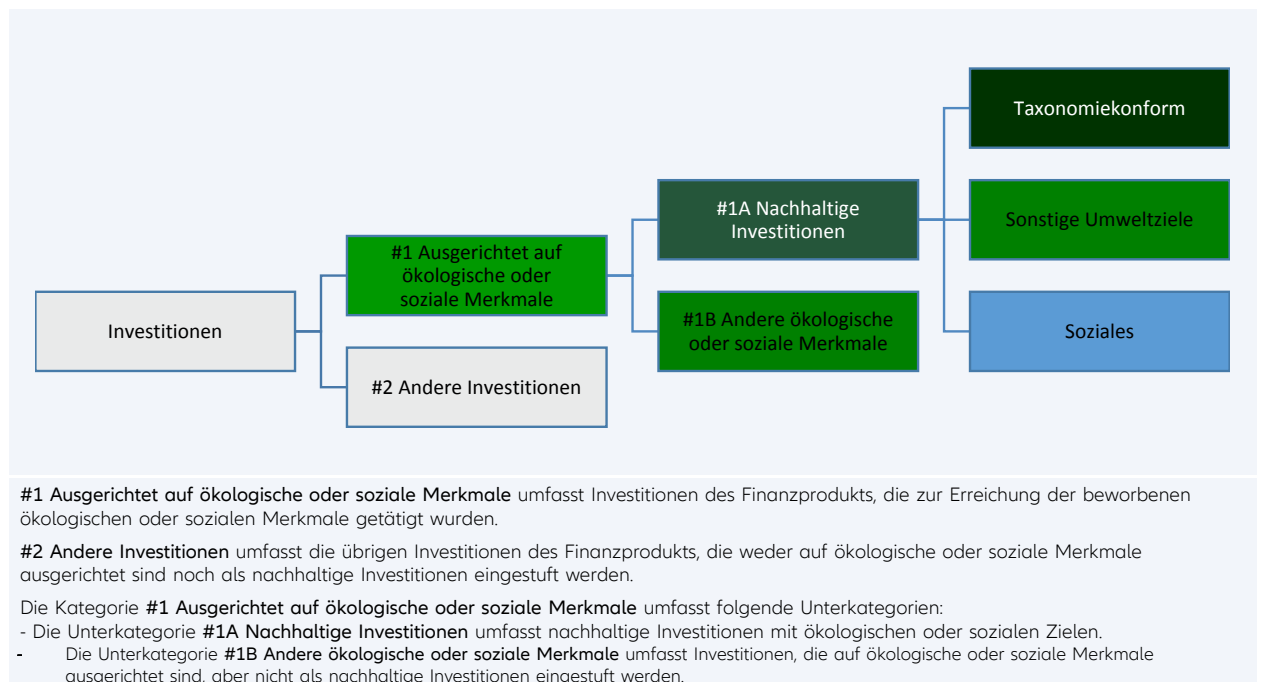 Taxonomiekonform
#1A Nachhaltige
Investitionen
Sonstige Umweltziele
#1 Ausgerichtet auf
ökologische oder
soziale Merkmale
Investitionen
#1B Andere ökologische
oder soziale Merkmale
Soziales
#2 Andere Investitionen
#1 Ausgerichtet auf ökologische oder soziale Merkmale umfasst Investitionen des Finanzprodukts, die zur Erreichung der beworbenen
ökologischen oder sozialen Merkmale getätigt wurden.
#2 Andere Investitionen umfasst die übrigen Investitionen des Finanzprodukts, die weder auf ökologische oder soziale Merkmale
ausgerichtet sind noch als nachhaltige Investitionen eingestuft werden.
Die Kategorie #1 Ausgerichtet auf ökologische oder soziale Merkmale umfasst folgende Unterkategorien:
- Die Unterkategorie #1A Nachhaltige Investitionen umfasst nachhaltige Investitionen mit ökologischen oder sozialen Zielen.
- Die Unterkategorie #1B Andere ökologische oder soziale Merkmale umfasst Investitionen, die auf ökologische oder soziale Merkmale
ausgerichtet sind, aber nicht als nachhaltige Investitionen eingestuft werden.